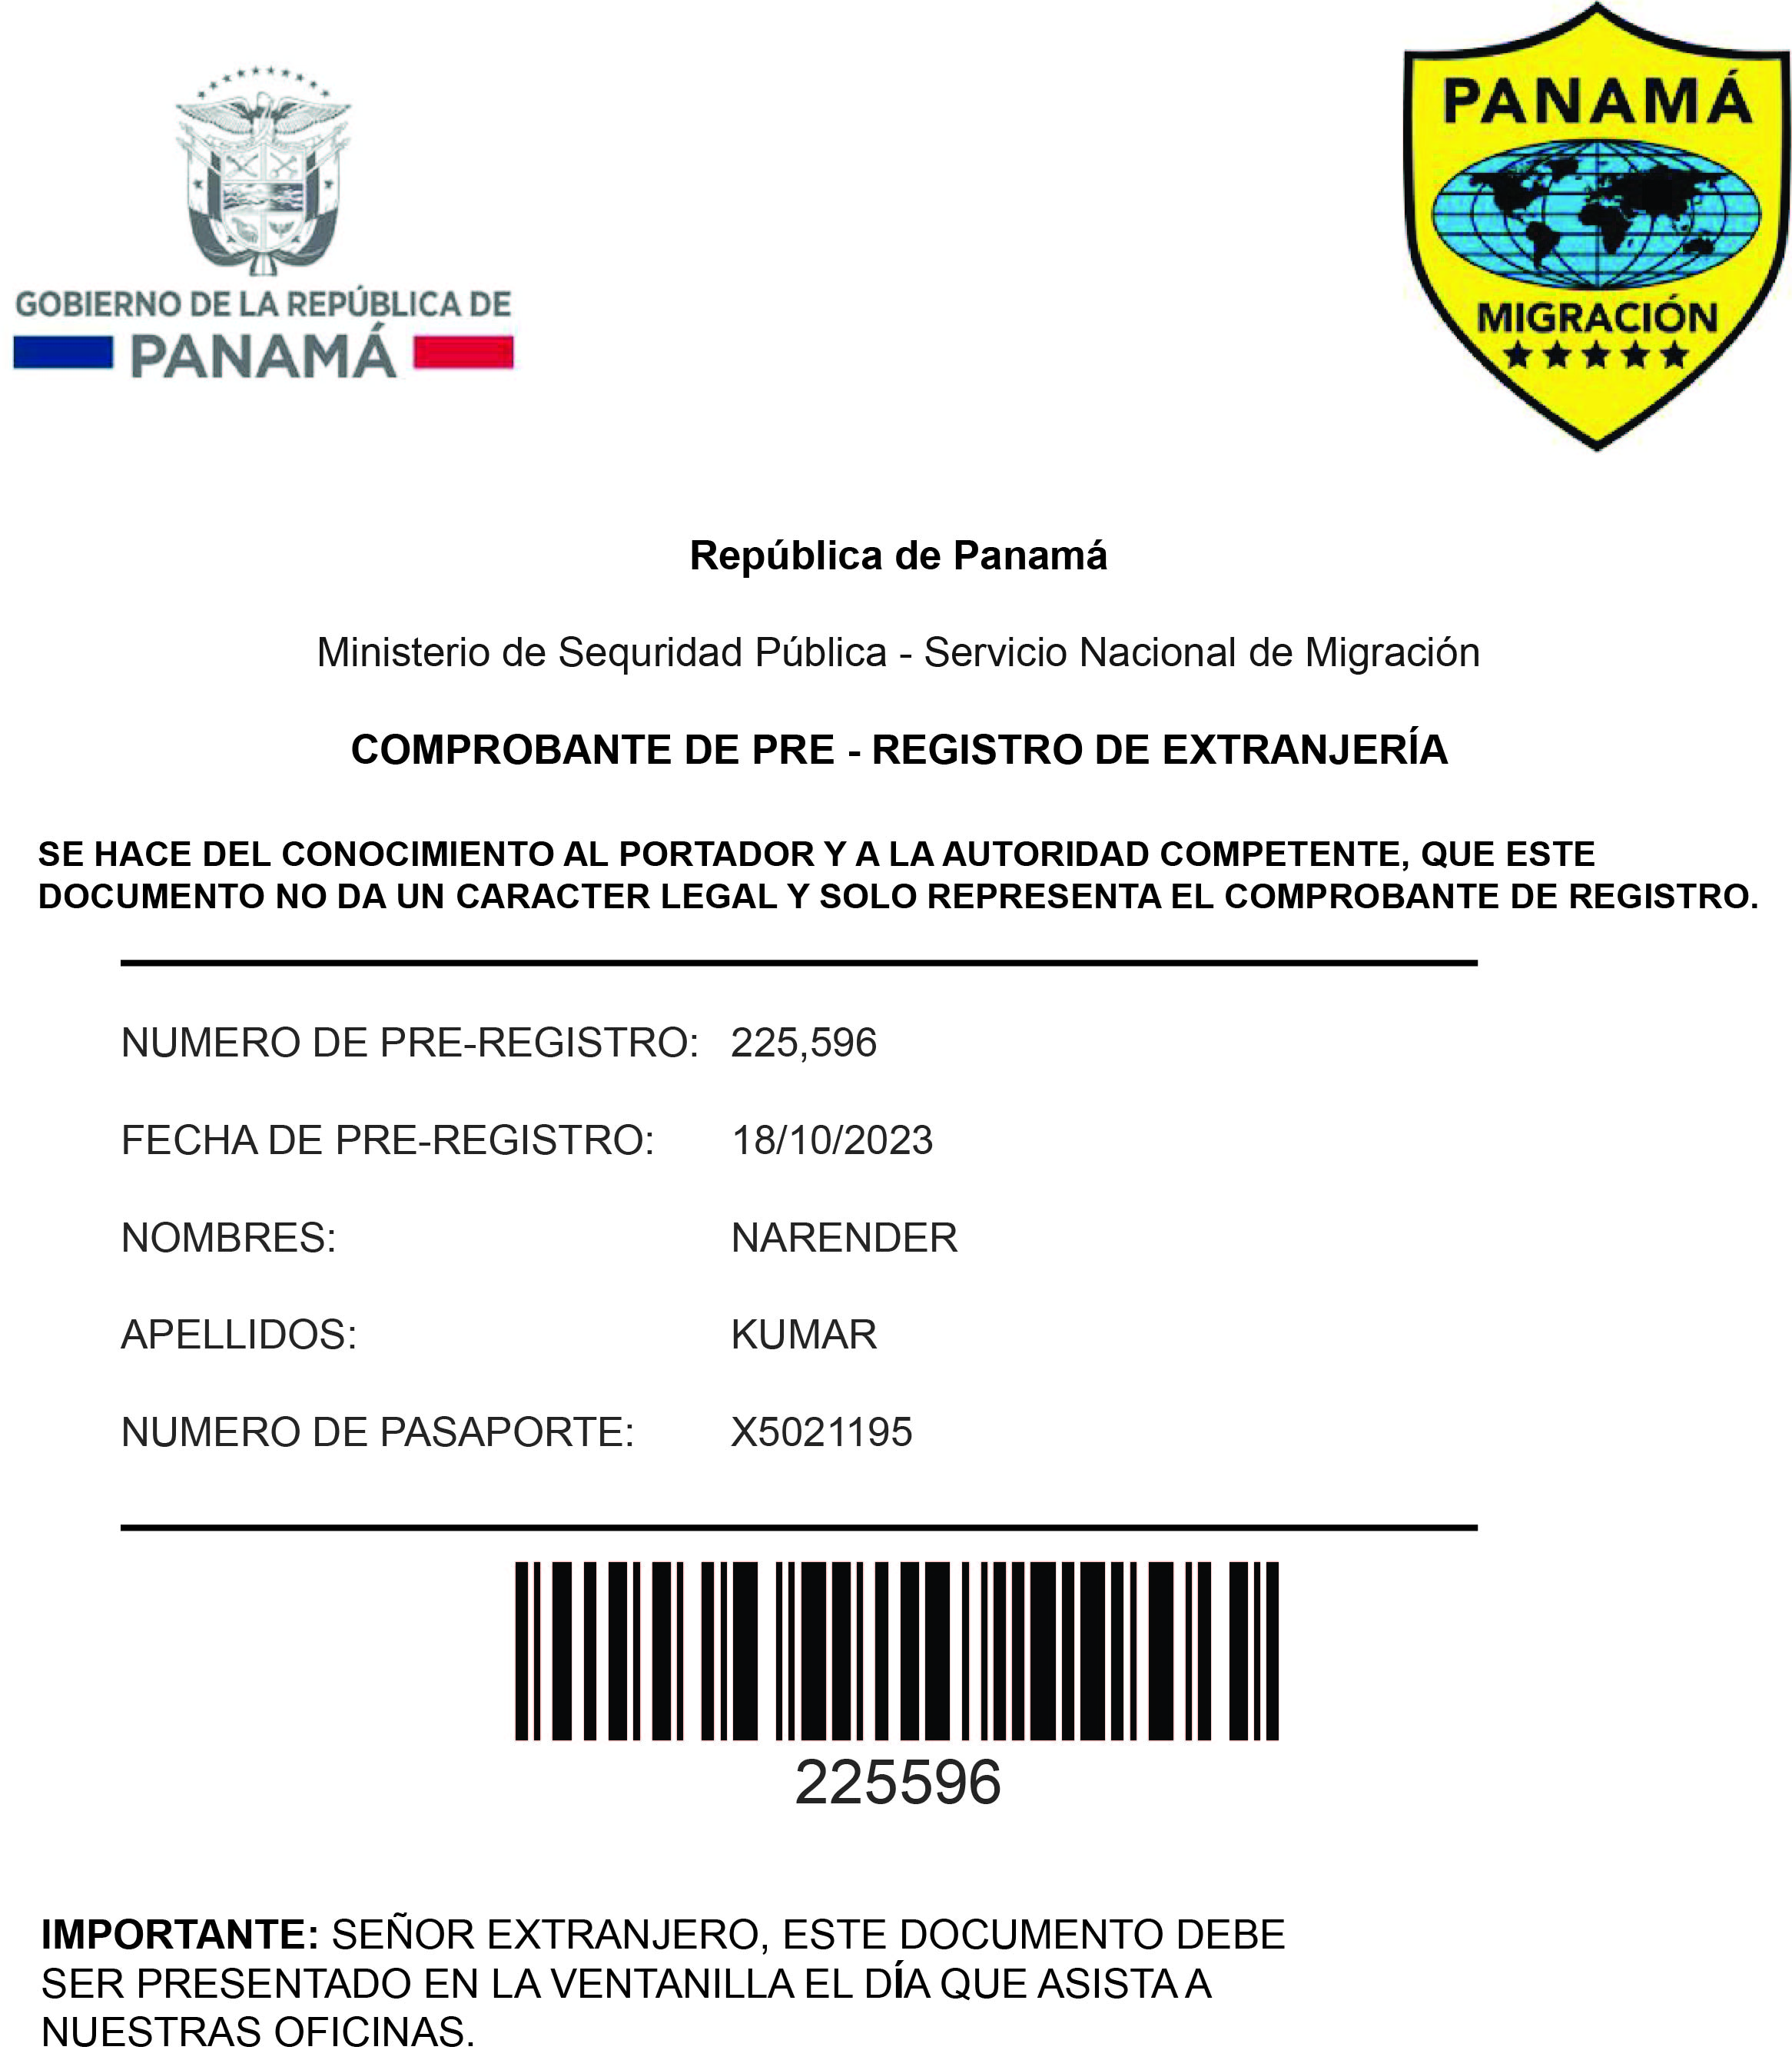 GOBIERNO DE LA REPÚBLICA DE
PANAMÁ
PANAMÁ
MIGRACIÓN
República de Panamá
Ministerio de Sequridad Pública - Servicio Nacional de Migración
COMPROBANTE DE PRE - REGISTRO DE EXTRANJERÍA
SE HACE DEL CONOCIMIENTO AL PORTADOR Y A LA AUTORIDAD COMPETENTE, QUE ESTE
DOCUMENTO NO DA UN CARACTER LEGAL Y SOLO REPRESENTA EL COMPROBANTE DE REGISTRO.
NUMERO DE PRE-REGISTRO: 225,596
FECHA DE PRE-REGISTRO: 18/10/2023
NOMBRES: NARENDER
APELLIDOS: KUMAR
NUMERO DE PASAPORTE: X5021195
225596
IMPORTANTE: SEÑOR EXTRANJERO, ESTE DOCUMENTO DEBE
SER PRESENTADO EN LA VENTANILLA EL DÍA QUE ASISTA A
NUESTRAS OFICINAS.